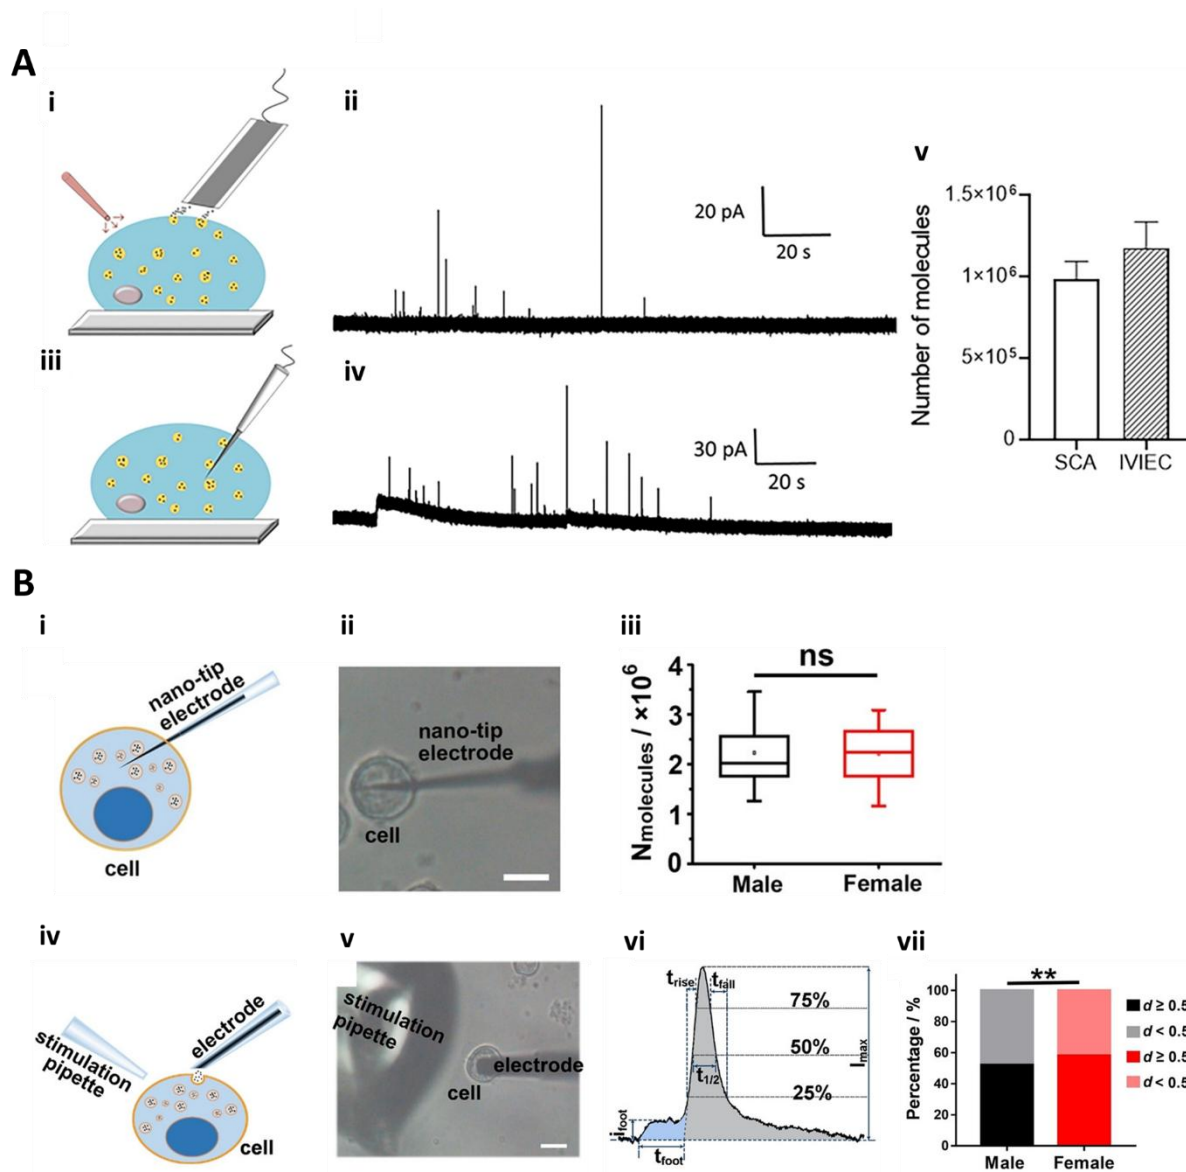 A
i
ii
20 pA
20 s
iii
iv
30 pA
20 s
v
Number of molecules
1.5×10⁶
1×10⁶
5×10⁵
0
SCA
IVIEC
B
i
nano-tip
electrode
cell
ii
nano-tip
electrode
cell
iii
Nmolecules / ×10⁶
4
3
2
1
0
ns
Male
Female
iv
stimulation
pipette
electrode
cell
v
stimulation
pipette
electrode
cell
vi
trise
tfall
75%
50%
25%
t1/2
Imax
Ifoot
tfoot
vii
Percentage / %
100
80
60
40
20
0
**
Male
Female
d ≥ 0.5
d < 0.5
d ≥ 0.5
d < 0.5